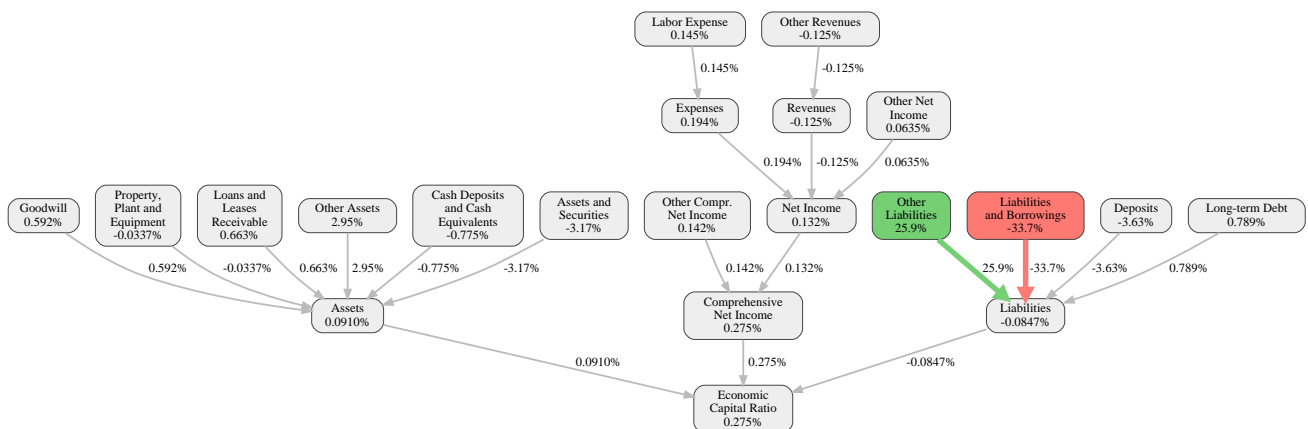 Labor Expense
0.145%
Other Revenues
-0.125%
0.145%
-0.125%
Expenses
0.194%
Revenues
-0.125%
Other Net
Income
0.0635%
0.194%
-0.125%
0.0635%
Goodwill
0.592%
Property,
Plant and
Equipment
-0.0337%
Loans and
Leases
Receivable
0.663%
Other Assets
2.95%
Cash Deposits
and Cash
Equivalents
-0.775%
Assets and
Securities
-3.17%
Other Compr.
Net Income
0.142%
Net Income
0.132%
Other
Liabilities
25.9%
Liabilities
and Borrowings
-33.7%
Deposits
-3.63%
Long-term Debt
0.789%
0.592%
-0.0337%
0.663%
2.95%
-0.775%
-3.17%
0.142%
0.132%
25.9%
-33.7%
-3.63%
0.789%
Assets
0.0910%
Comprehensive
Net Income
0.275%
Liabilities
-0.0847%
0.0910%
0.275%
-0.0847%
Economic
Capital Ratio
0.275%